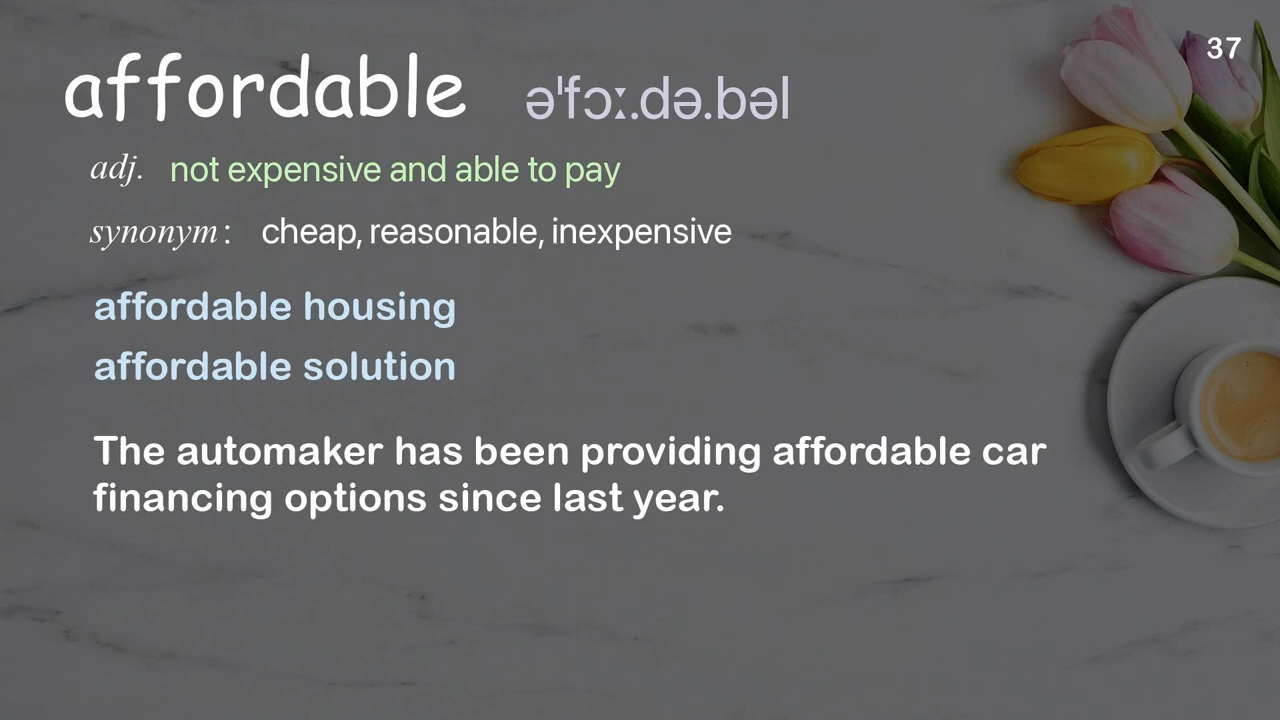 37
affordable əˈfɔː.də.bəl
adj. not expensive and able to pay
synonym: cheap, reasonable, inexpensive
affordable housing
affordable solution
The automaker has been providing affordable car
financing options since last year.